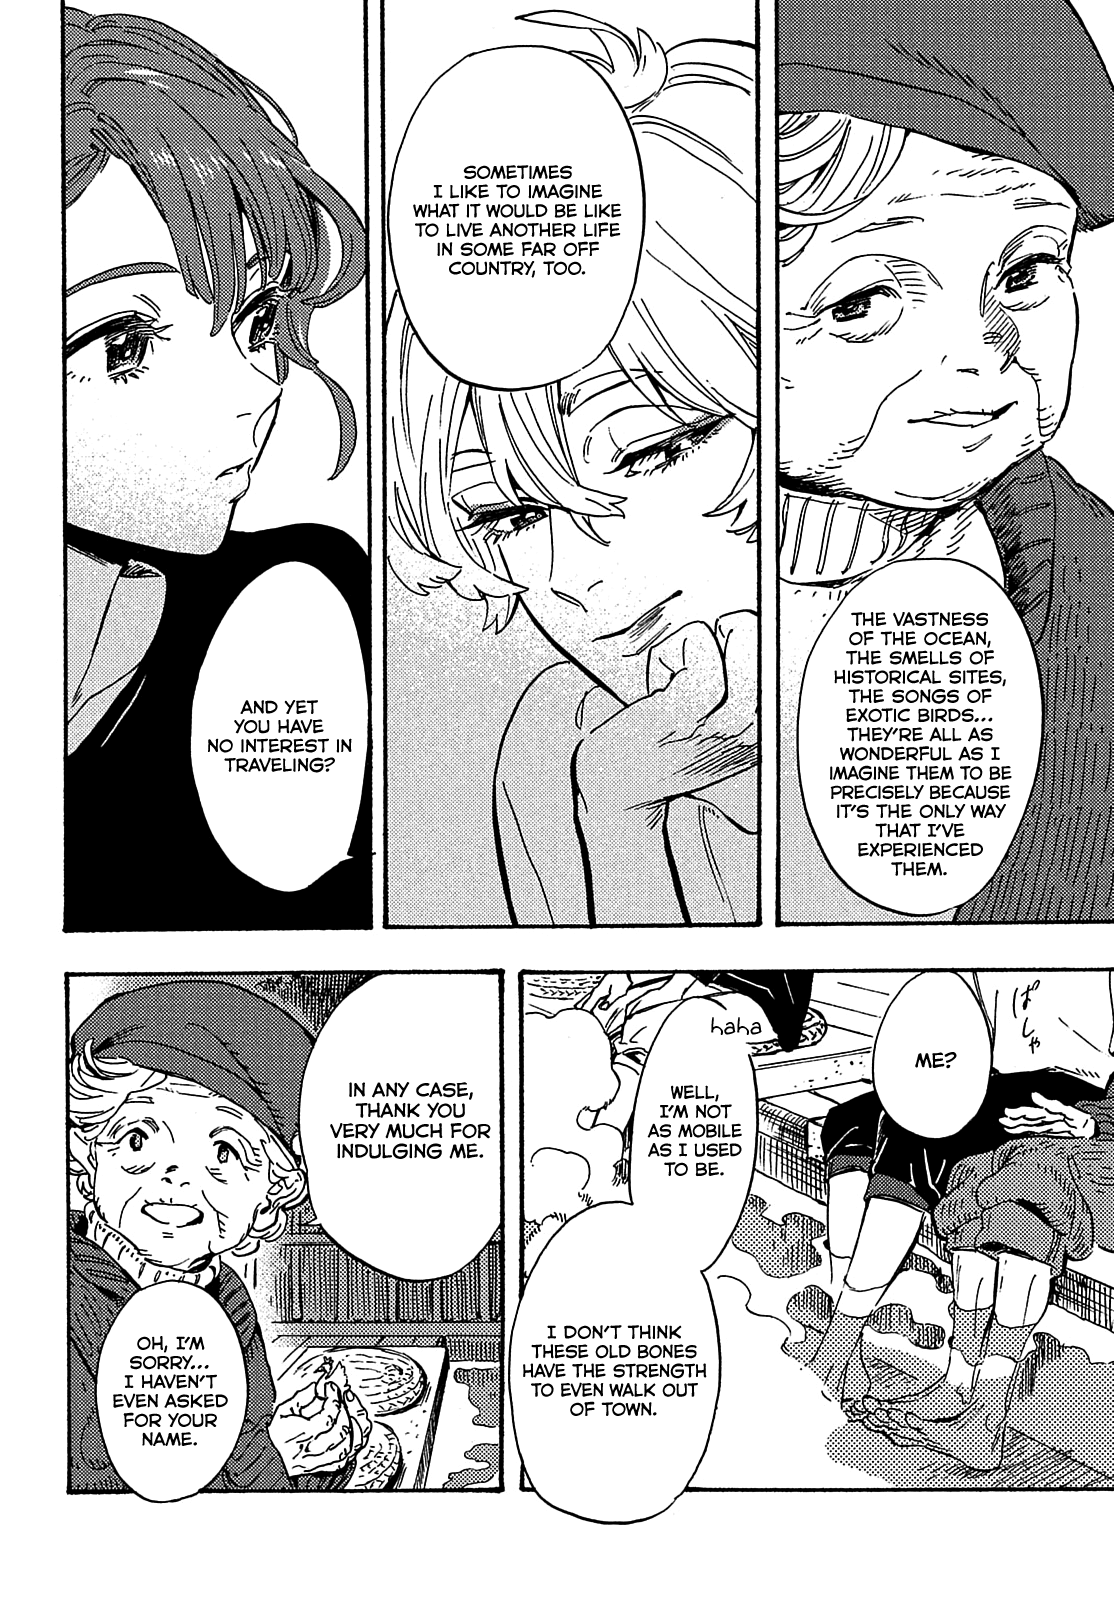 THE VASTNESS
OF THE OCEAN,
THE SMELLS OF
HISTORICAL SITES,
THE SONGS OF
EXOTIC BIRDS...
THEY'RE ALL AS
WONDERFUL AS I
IMAGINE THEM TO BE
PRECISELY BECAUSE
IT'S THE ONLY WAY
THAT I'VE
EXPERIENCED
THEM.
SOMETIMES
I LIKE TO IMAGINE
WHAT IT WOULD BE LIKE
TO LIVE ANOTHER LIFE
IN SOME FAR OFF
COUNTRY, TOO.
AND YET
YOU HAVE
NO INTEREST IN
TRAVELING?
ぱしゃ
ME?
haha
WELL,
I'M NOT
AS MOBILE
AS I USED
TO BE.
I DON'T THINK
THESE OLD BONES
HAVE THE STRENGTH
TO EVEN WALK OUT
OF TOWN.
IN ANY CASE,
THANK YOU
VERY MUCH FOR
INDULGING ME.
OH, I'M
SORRY...
I HAVEN'T
EVEN ASKED
FOR YOUR
NAME.